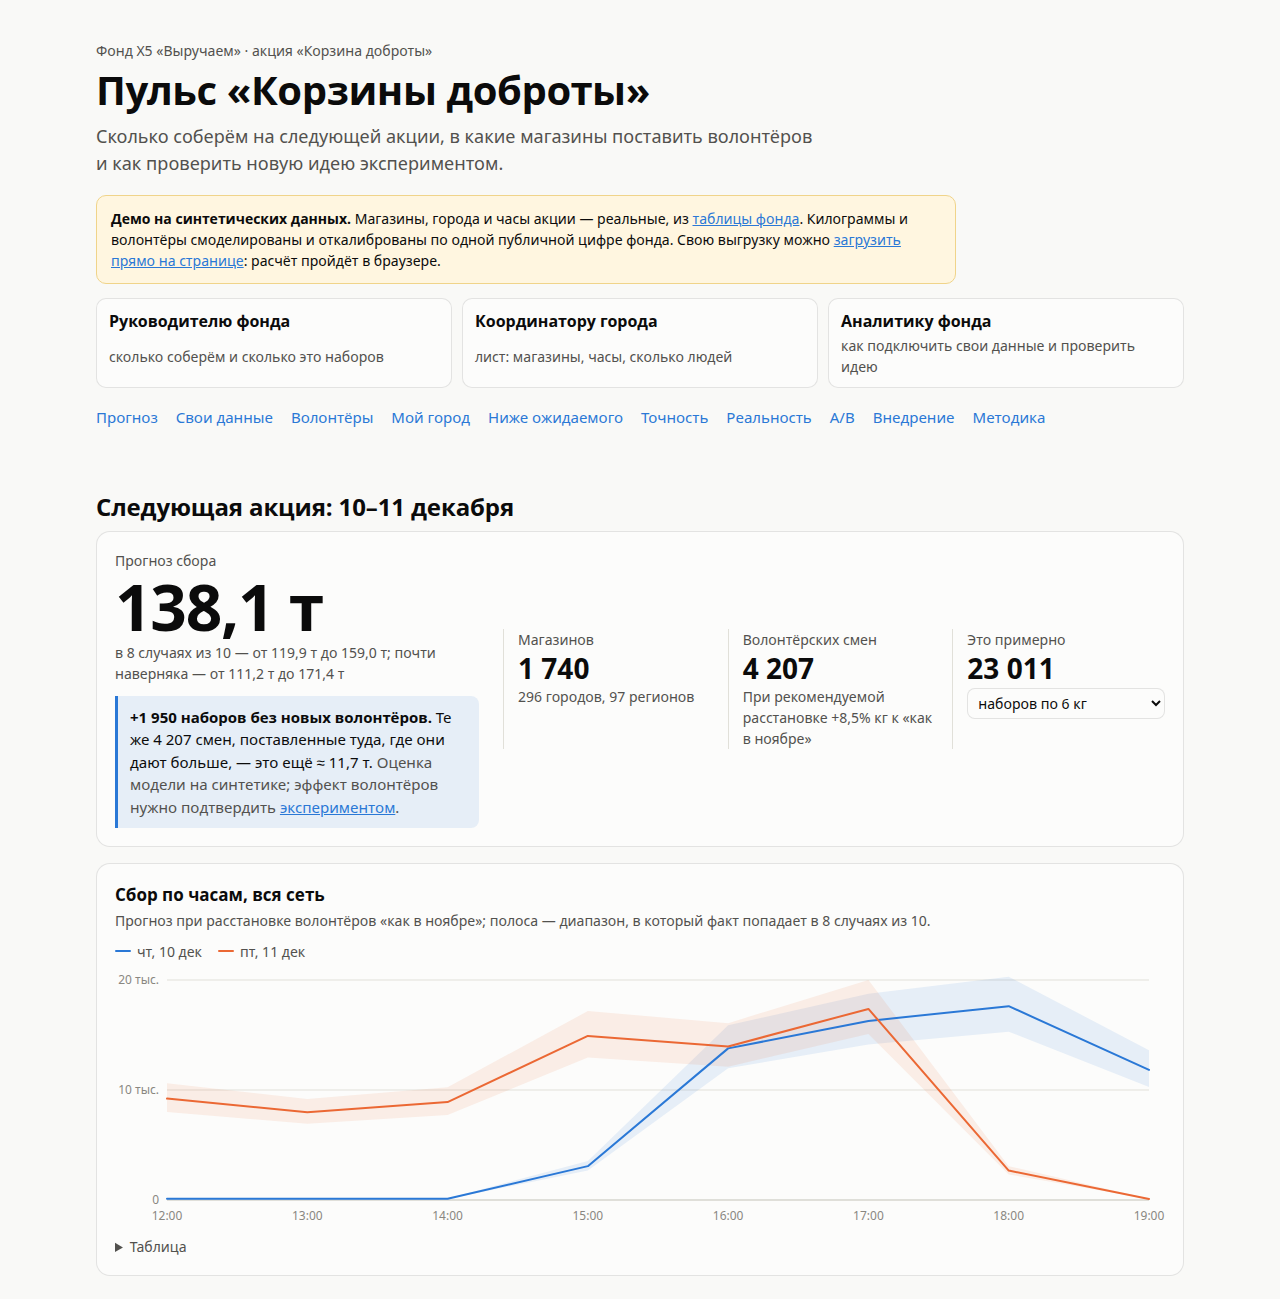 Фонд X5 «Выручаем» · акция «Корзина доброты»
Пульс «Корзины доброты»
Сколько соберём на следующей акции, в какие магазины поставить волонтёров
и как проверить новую идею экспериментом.
Демо на синтетических данных. Магазины, города и часы акции — реальные, из таблицы фонда. Килограммы и
волонтёры смоделированы и откалиброваны по одной публичной цифре фонда. Свою выгрузку можно загрузить
прямо на странице: расчёт пройдёт в браузере.
Руководителю фонда
сколько соберём и сколько это наборов
Координатору города
лист: магазины, часы, сколько людей
Аналитику фонда
как подключить свои данные и проверить
идею
Прогноз Свои данные Волонтёры Мой город Ниже ожидаемого Точность Реальность A/B Внедрение Методика
Следующая акция: 10–11 декабря
Прогноз сбора
138,1 т
в 8 случаях из 10 — от 119,9 т до 159,0 т; почти
наверняка — от 111,2 т до 171,4 т
+1 950 наборов без новых волонтёров. Те
же 4 207 смен, поставленные туда, где они
дают больше, — это ещё ≈ 11,7 т. Оценка
модели на синтетике; эффект волонтёров
нужно подтвердить экспериментом.
Магазинов
1 740
296 городов, 97 регионов
Волонтёрских смен
4 207
При рекомендуемой
расстановке +8,5% кг к «как
в ноябре»
Это примерно
23 011
наборов по 6 кг
Сбор по часам, вся сеть
Прогноз при расстановке волонтёров «как в ноябре»; полоса — диапазон, в который факт попадает в 8 случаях из 10.
чт, 10 дек пт, 11 дек
20 тыс.
10 тыс.
0
12:00 13:00 14:00 15:00 16:00 17:00 18:00 19:00
Таблица